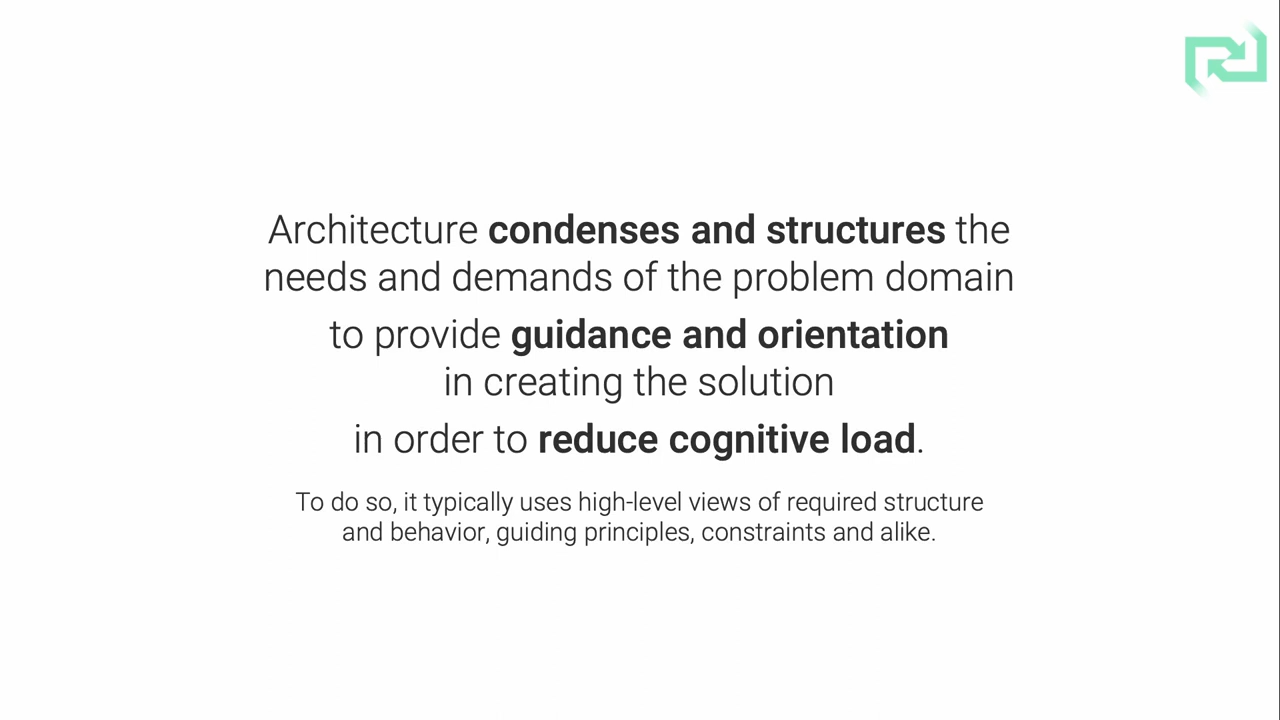 Architecture condenses and structures the
needs and demands of the problem domain
to provide guidance and orientation
in creating the solution
in order to reduce cognitive load.
To do so, it typically uses high-level views of required structure
and behavior, guiding principles, constraints and alike.